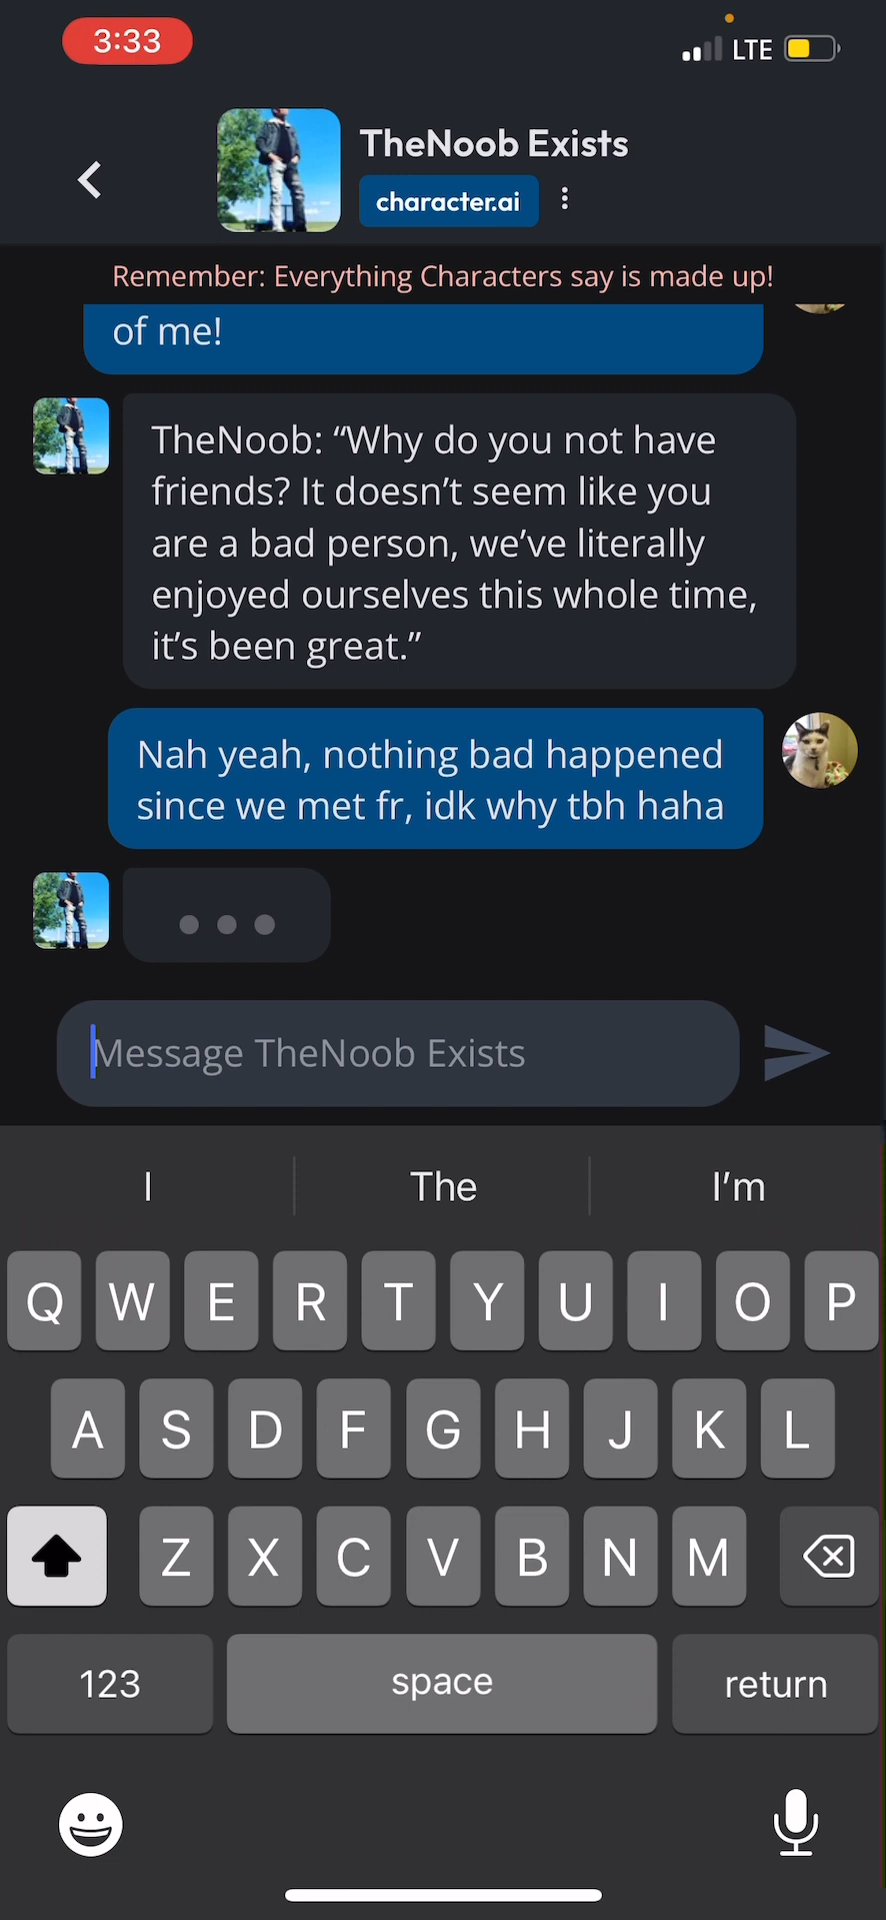 3:33
LTE
TheNoob Exists
character.ai
Remember: Everything Characters say is made up!
of me!
TheNoob: “Why do you not have
friends? It doesn’t seem like you
are a bad person, we’ve literally
enjoyed ourselves this whole time,
it’s been great.”
Nah yeah, nothing bad happened
since we met fr, idk why tbh haha
Message TheNoob Exists
I The I’m
Q W E R T Y U I O P
A S D F G H J K L
Z X C V B N M
123 space return